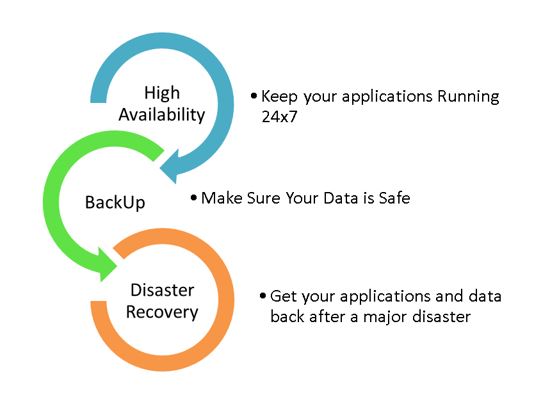 High
Availability
• Keep your applications Running
24x7
BackUp
• Make Sure Your Data is Safe
Disaster
Recovery
• Get your applications and data
back after a major disaster